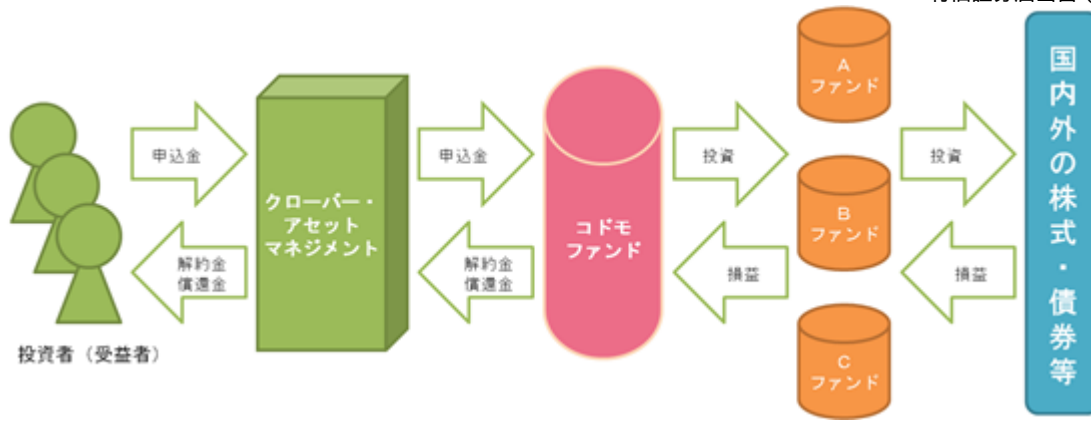 申込金
解約金
償還金
投資者（受益者）
クローバー・
アセット
マネジメント
申込金
解約金
償還金
コドモ
ファンド
投資
損益
A
ファンド
B
ファンド
C
ファンド
投資
損益
国内外の株式・債券等